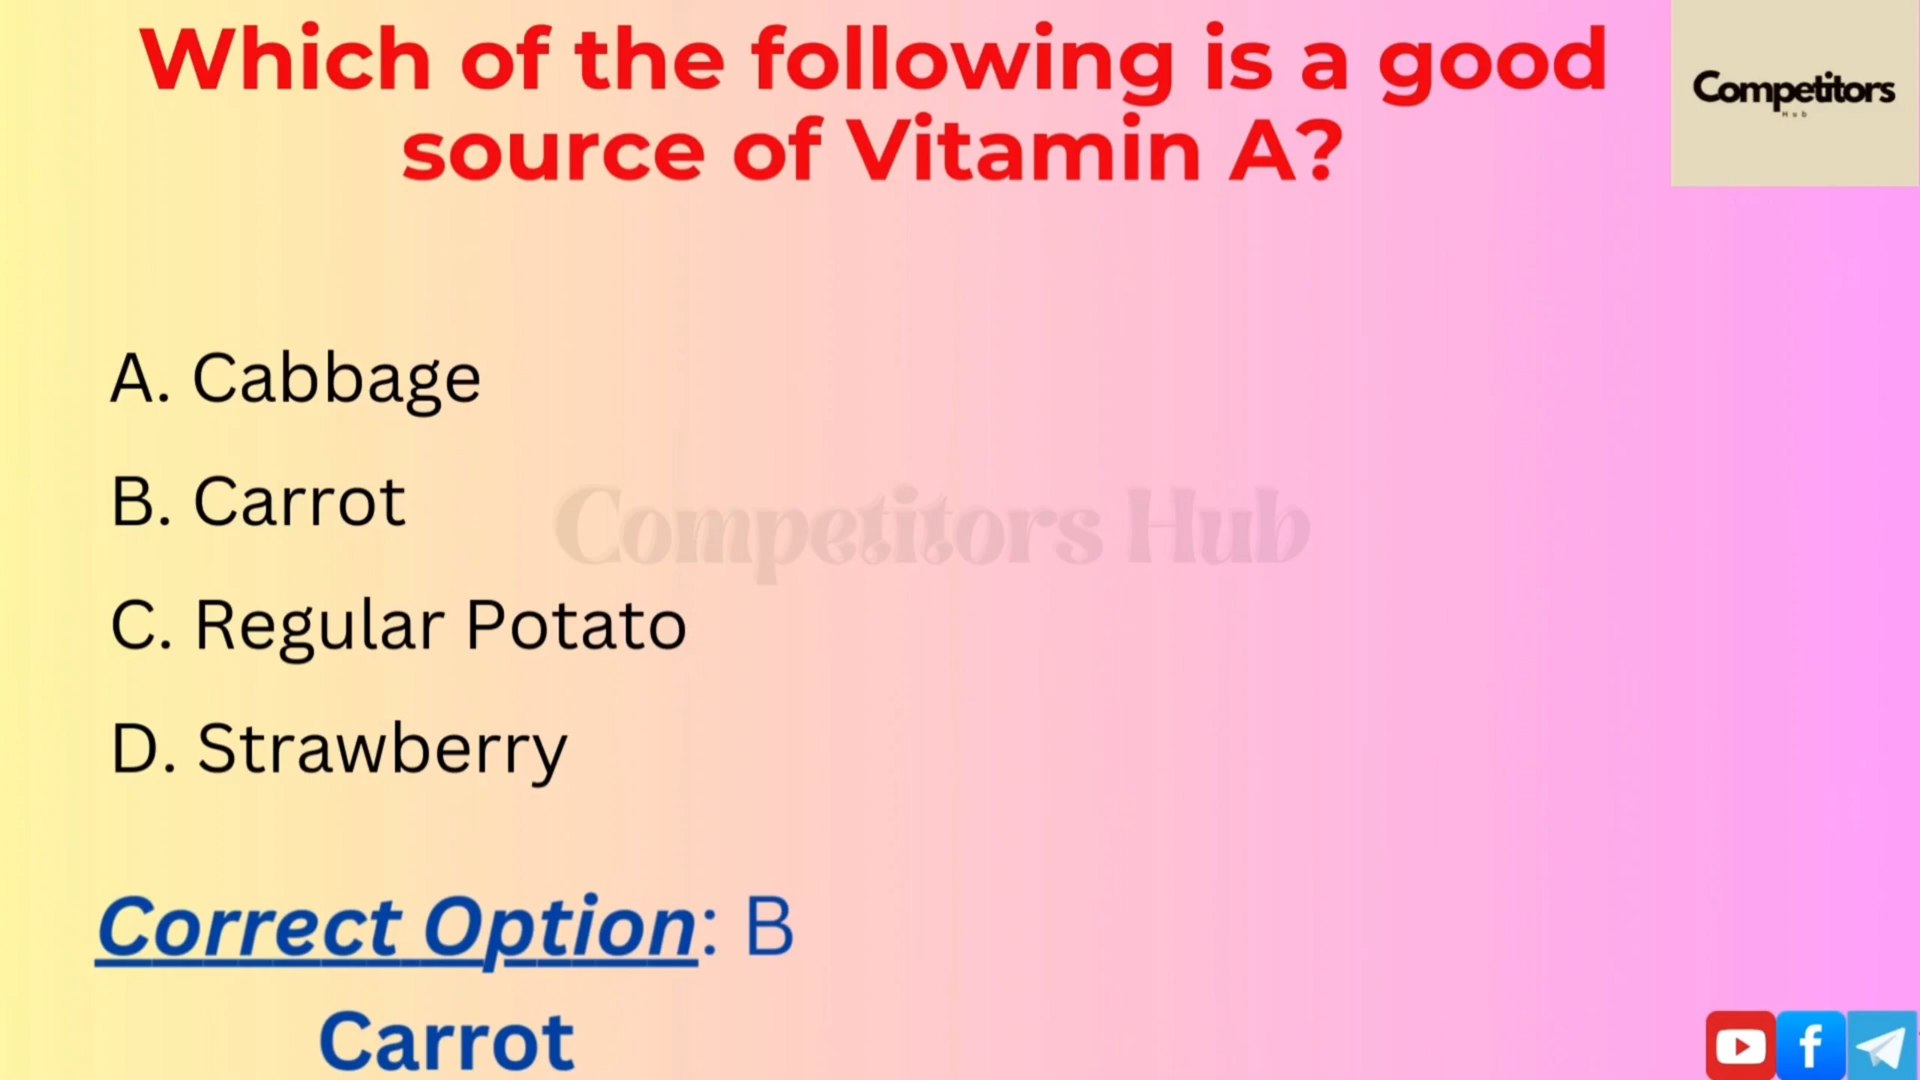 Which of the following is a good
source of Vitamin A?
Competitors
Hub
A. Cabbage
B. Carrot
Competitors Hub
C. Regular Potato
D. Strawberry
Correct Option: B
Carrot